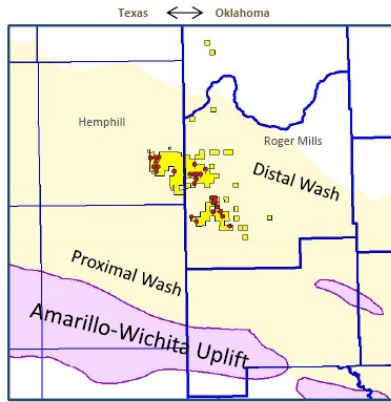 Texas Oklahoma
Hemphill
Roger Mills
Distal Wash
Proximal Wash
Amarillo-Wichita Uplift